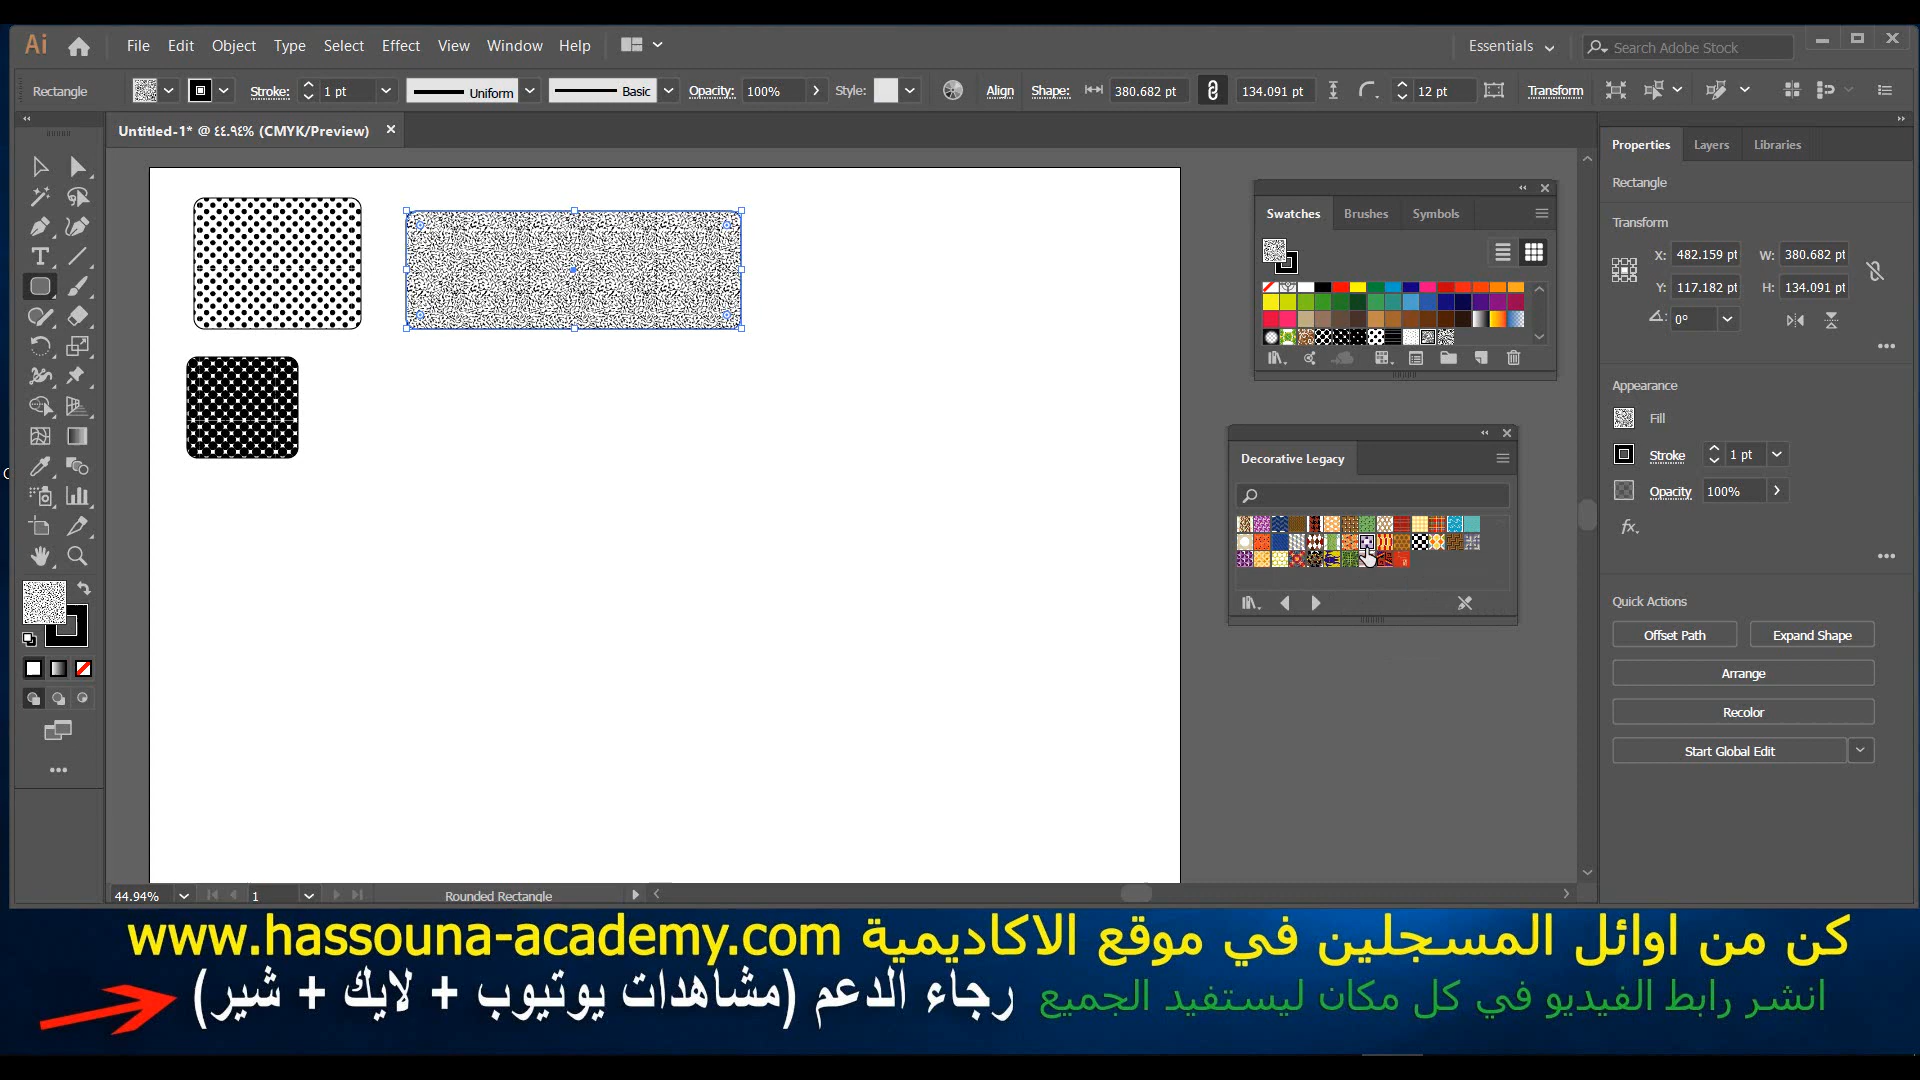 Ai File Edit Object Type Select Effect View Window Help Essentials Search Adobe Stock
Rectangle Stroke: 1 pt Uniform Basic Opacity: 100% Style: Align Shape: 380.682 pt 134.091 pt 12 pt Transform
Untitled-1* @ ٤٤.٩٤% (CMYK/Preview)
Properties Layers Libraries
Rectangle
Transform
X: 482.159 pt W: 380.682 pt
Y: 117.182 pt H: 134.091 pt
0°
Appearance
Fill
Stroke 1 pt
Opacity 100%
fx.
Quick Actions
Offset Path Expand Shape
Arrange
Recolor
Start Global Edit
Swatches Brushes Symbols
Decorative Legacy
44.94% 1 Rounded Rectangle
كن من اوائل المسجلين في موقع الاكاديمية www.hassouna-academy.com
انشر رابط الفيديو في كل مكان ليستفيد الجميع
رجاء الدعم (مشاهدات يوتيوب + لايك + شير)